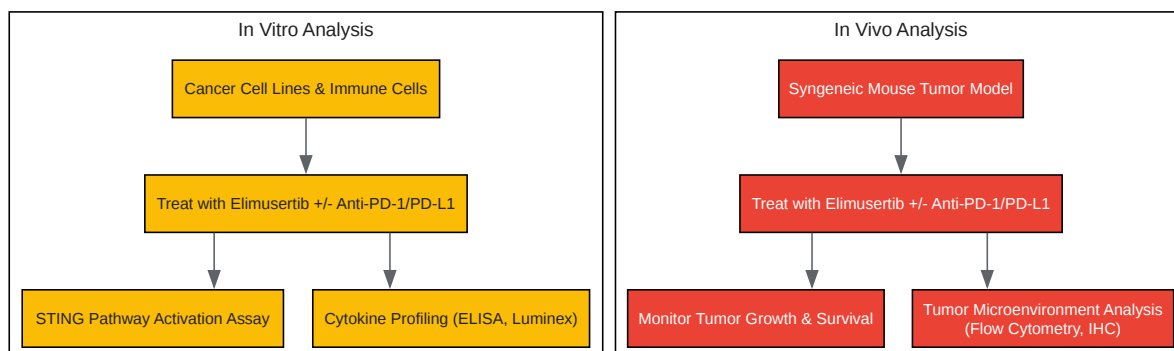 In Vitro Analysis
Cancer Cell Lines & Immune Cells
Treat with Elimusertib +/- Anti-PD-1/PD-L1
STING Pathway Activation Assay
Cytokine Profiling (ELISA, Luminex)
In Vivo Analysis
Syngeneic Mouse Tumor Model
Treat with Elimusertib +/- Anti-PD-1/PD-L1
Monitor Tumor Growth & Survival
Tumor Microenvironment Analysis
(Flow Cytometry, IHC)